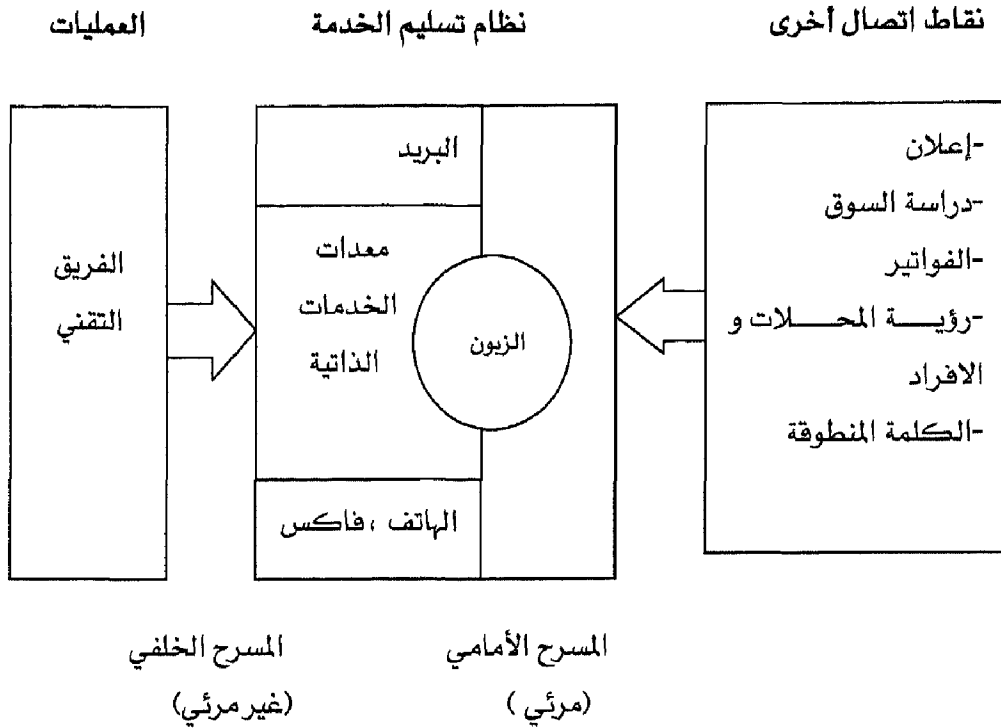 نقاط اتصال أخرى
نظام تسليم الخدمة
العمليات
-إعلان
-دراسة السوق
-الفواتير
-رؤية المحلات و
الافراد
-الكلمة المنطوقة
البريد
معدات
الخدمات
الذاتية
الزبون
الهاتف ،فاكس
الفريق
التقني
المسرح الأمامي
(مرئي )
المسرح الخلفي
(غير مرئي)